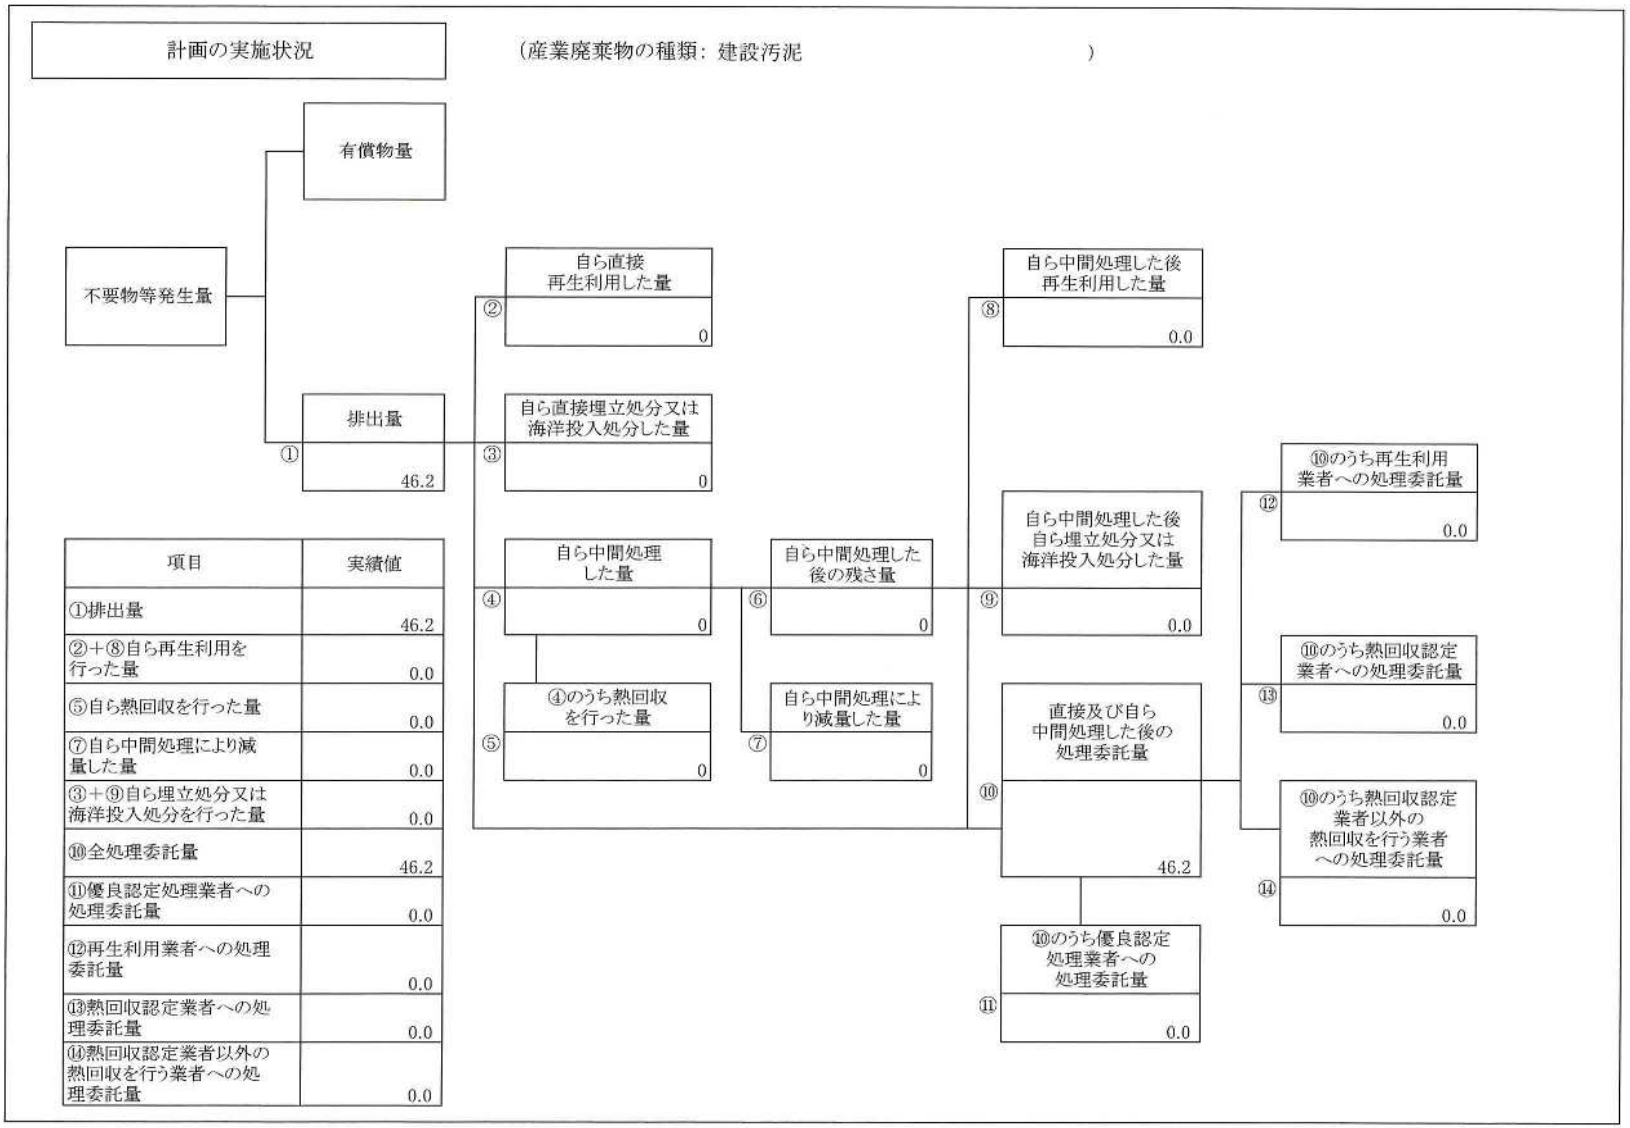 計画の実施状況
（産業廃棄物の種類：建設汚泥　　　　　　　）
有償物量
不要物等発生量
自ら直接
再生利用した量
②
0
自ら中間処理した後
再生利用した量
⑧
0.0
排出量
①
46.2
自ら直接埋立処分又は
海洋投入処分した量
③
0
⑩のうち再生利用
業者への処理委託量
⑫
0.0
自ら中間処理
した量
④
0
自ら中間処理した
後の残さ量
⑥
0
自ら中間処理した後
自ら埋立処分又は
海洋投入処分した量
⑨
0.0
⑩のうち熱回収認定
業者への処理委託量
⑬
0.0
④のうち熱回収
を行った量
⑤
0
自ら中間処理によ
り減量した量
⑦
0
直接及び自ら
中間処理した後の
処理委託量
⑩
46.2
⑩のうち熱回収認定
業者以外の
熱回収を行う業者
への処理委託量
⑭
0.0
⑩のうち優良認定
処理業者への
処理委託量
⑪
0.0
項目 実績値
①排出量
46.2
②＋⑧自ら再生利用を
行った量
0.0
⑤自ら熱回収を行った量
0.0
⑦自ら中間処理により減
量した量
0.0
③＋⑨自ら埋立処分又は
海洋投入処分を行った量
0.0
⑩全処理委託量
46.2
⑪優良認定処理業者への
処理委託量
0.0
⑫再生利用業者への処理
委託量
0.0
⑬熱回収認定業者への処
理委託量
0.0
⑭熱回収認定業者以外の
熱回収を行う業者への処
理委託量
0.0